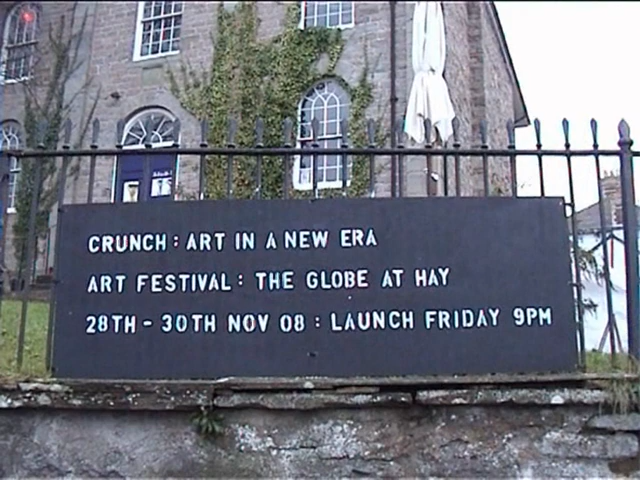 CRUNCH: ART IN A NEW ERA
ART FESTIVAL: THE GLOBE AT HAY
28TH - 30TH NOV 08 : LAUNCH FRIDAY 9PM